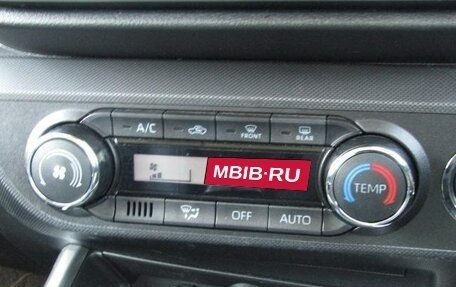 A/C
FRONT
REAR
MBIB·RU
TEMP
OFF
AUTO